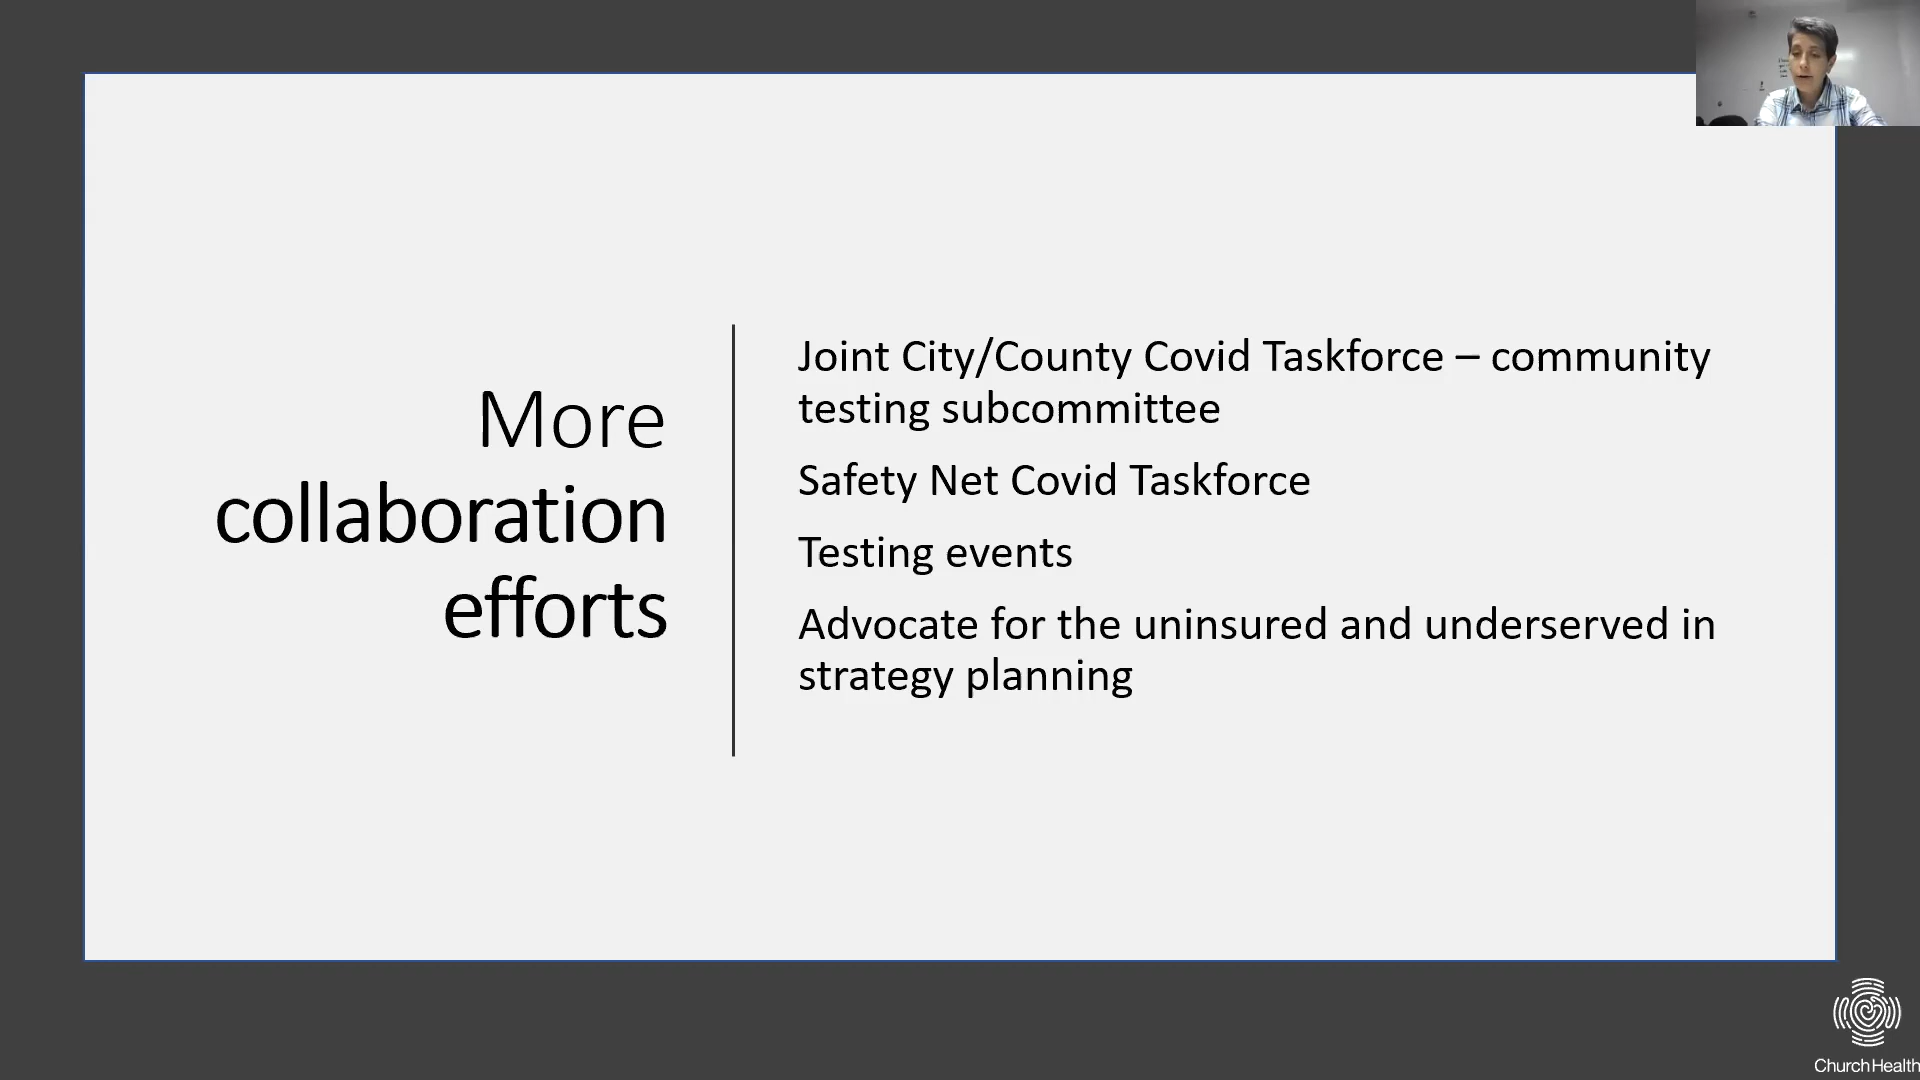 More
collaboration
efforts
Joint City/County Covid Taskforce – community
testing subcommittee
Safety Net Covid Taskforce
Testing events
Advocate for the uninsured and underserved in
strategy planning
Church Health